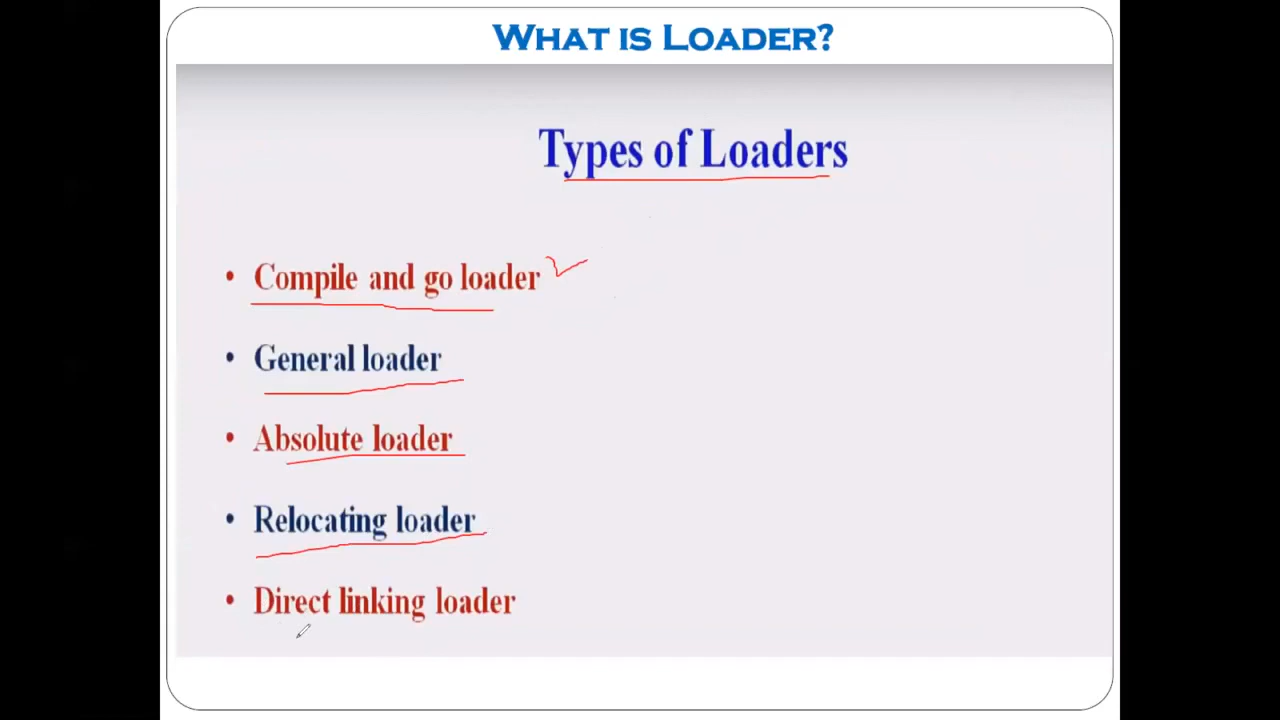 What is Loader?
Types of Loaders
• Compile and go loader
• General loader
• Absolute loader
• Relocating loader
• Direct linking loader